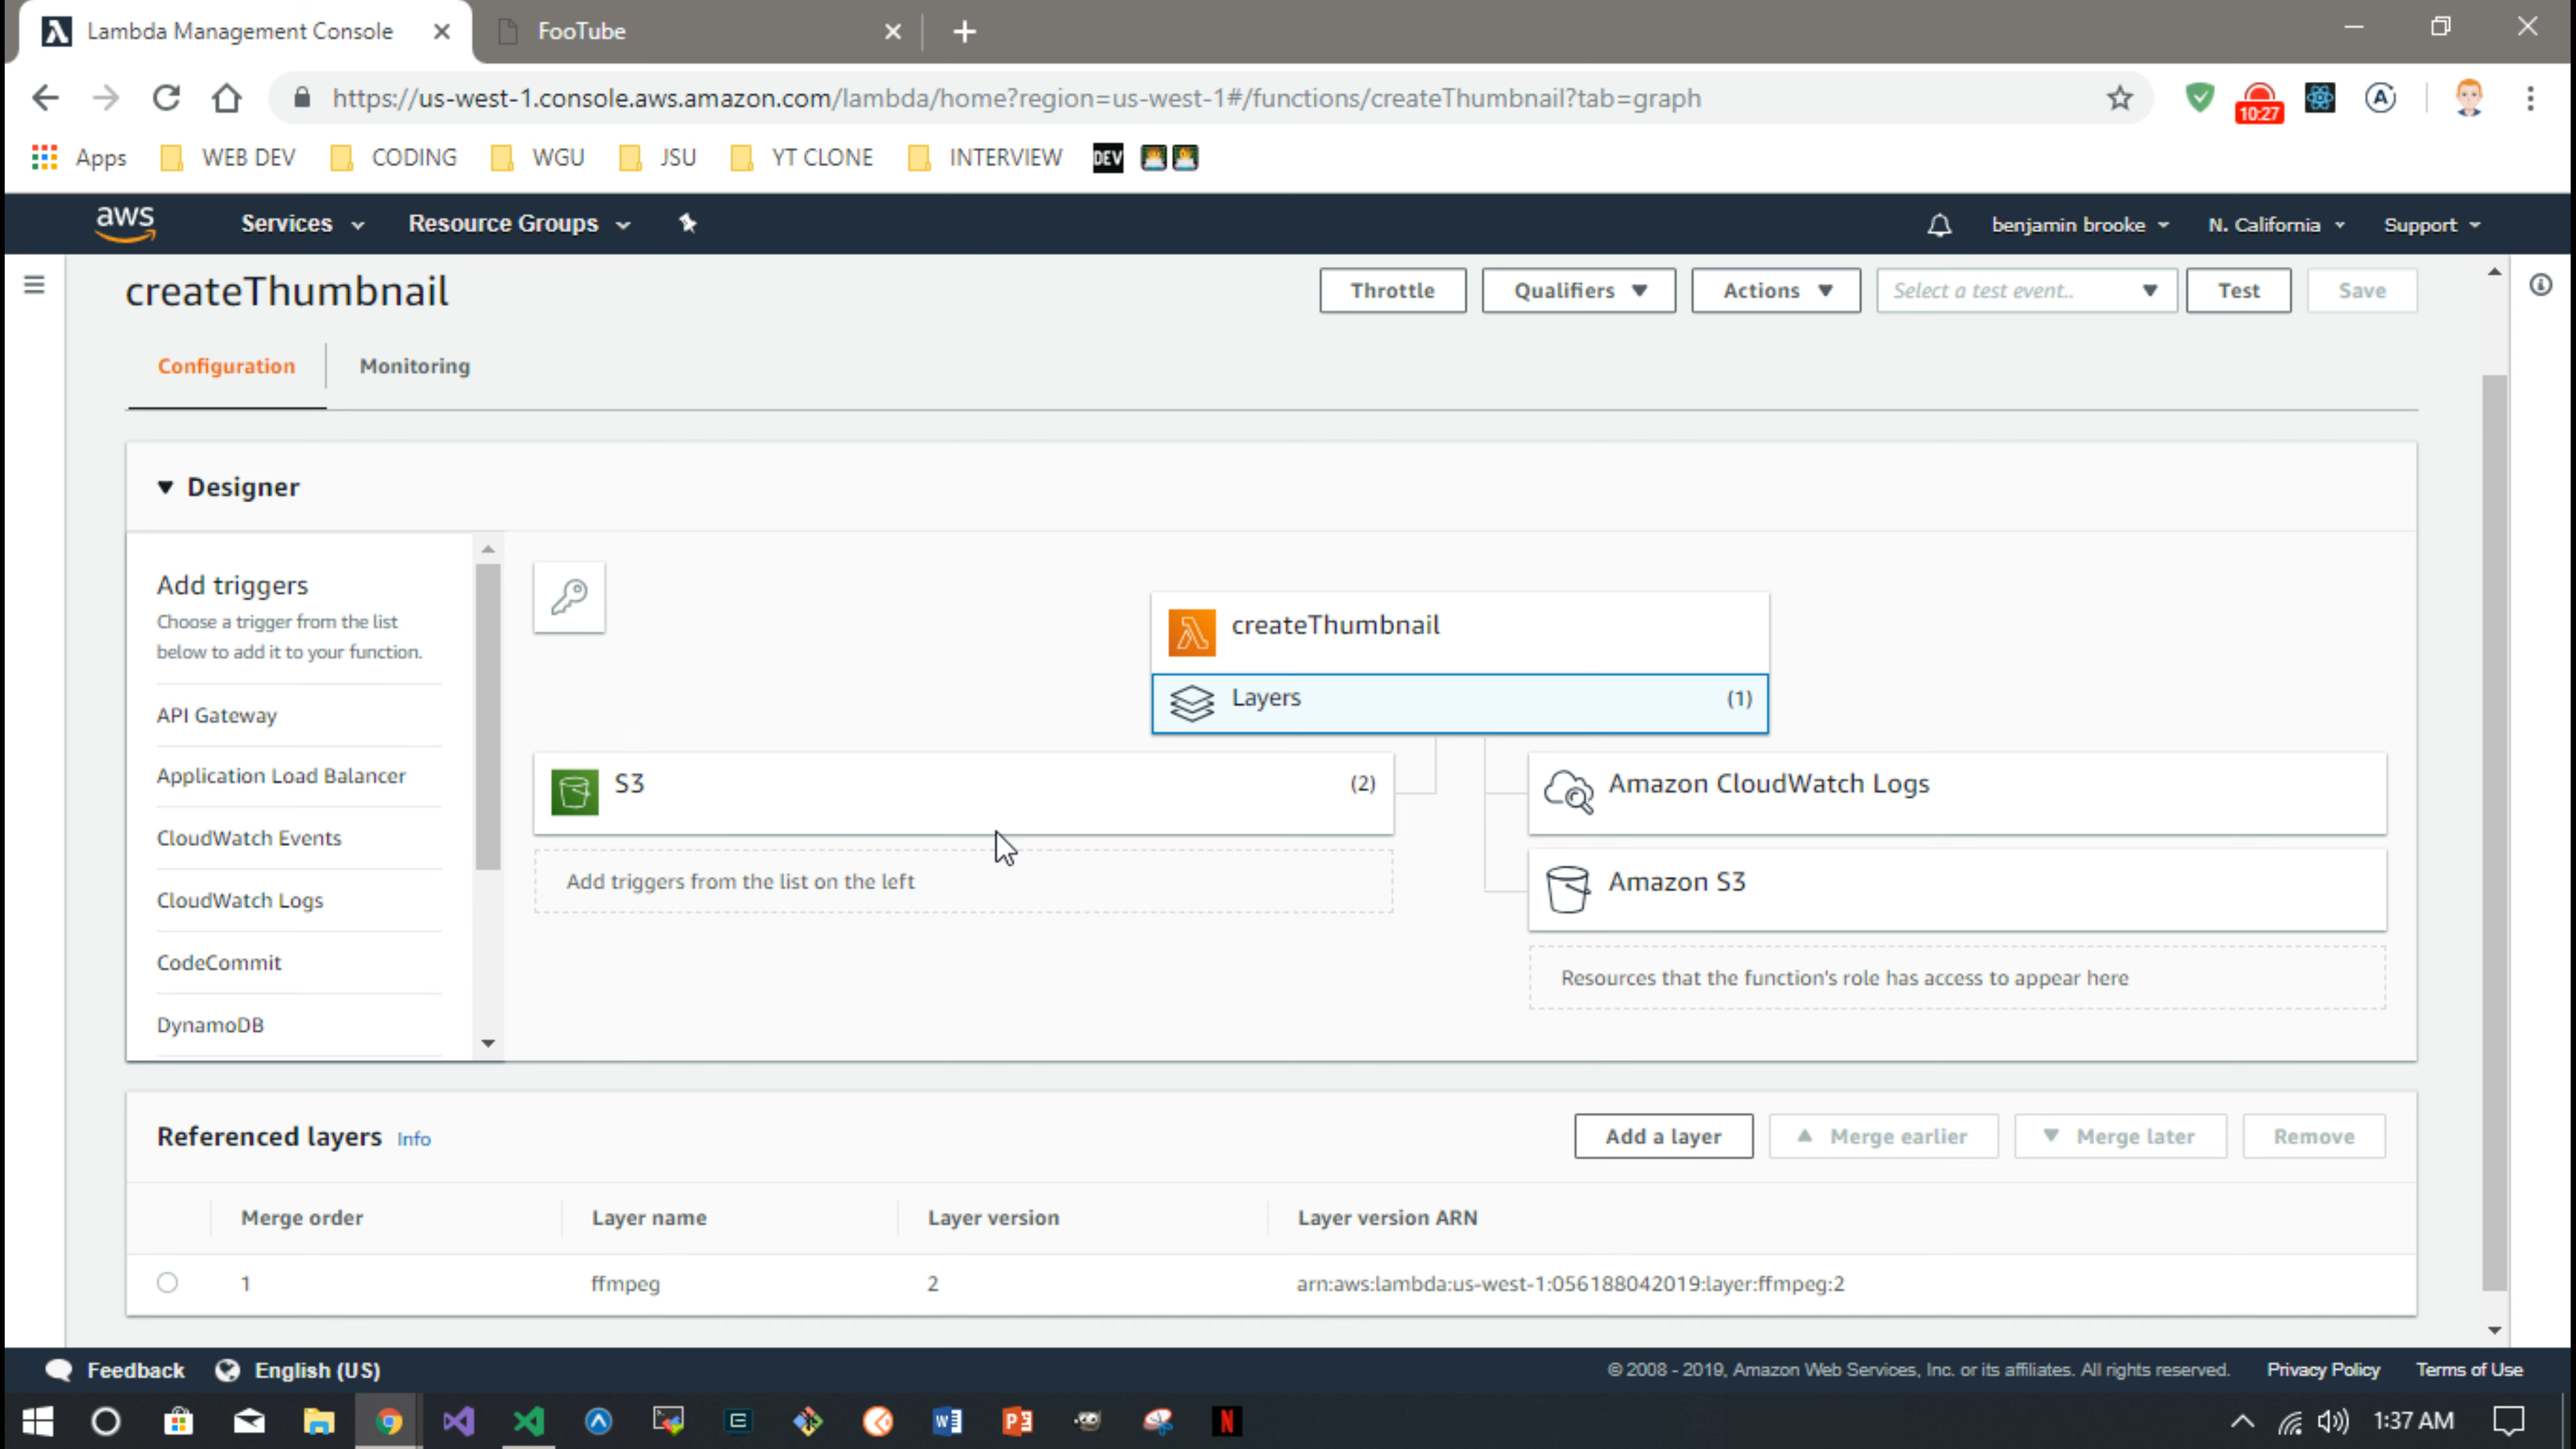 Lambda Management Console
FooTube
https://us-west-1.console.aws.amazon.com/lambda/home?region=us-west-1#/functions/createThumbnail?tab=graph
A
10:27
Apps
WEB DEV
CODING
WGU
JSU
YT CLONE
INTERVIEW
DEV
aws
Services
Resource Groups
benjamin brooke
N. California
Support
createThumbnail
Throttle
Qualifiers
Actions
Select a test event..
Test
Save
Configuration
Monitoring
Designer
Add triggers
Choose a trigger from the list
below to add it to your function.
API Gateway
Application Load Balancer
CloudWatch Events
CloudWatch Logs
CodeCommit
DynamoDB
createThumbnail
Layers
(1)
S3
(2)
Add triggers from the list on the left
Amazon CloudWatch Logs
Amazon S3
Resources that the function's role has access to appear here
Referenced layers Info
Add a layer
Merge earlier
Merge later
Remove
Merge order
Layer name
Layer version
Layer version ARN
1
ffmpeg
2
arn:aws:lambda:us-west-1:056188042019:layer:ffmpeg:2
Feedback
English (US)
© 2008 - 2019, Amazon Web Services, Inc. or its affiliates. All rights reserved.
Privacy Policy
Terms of Use
1:37 AM